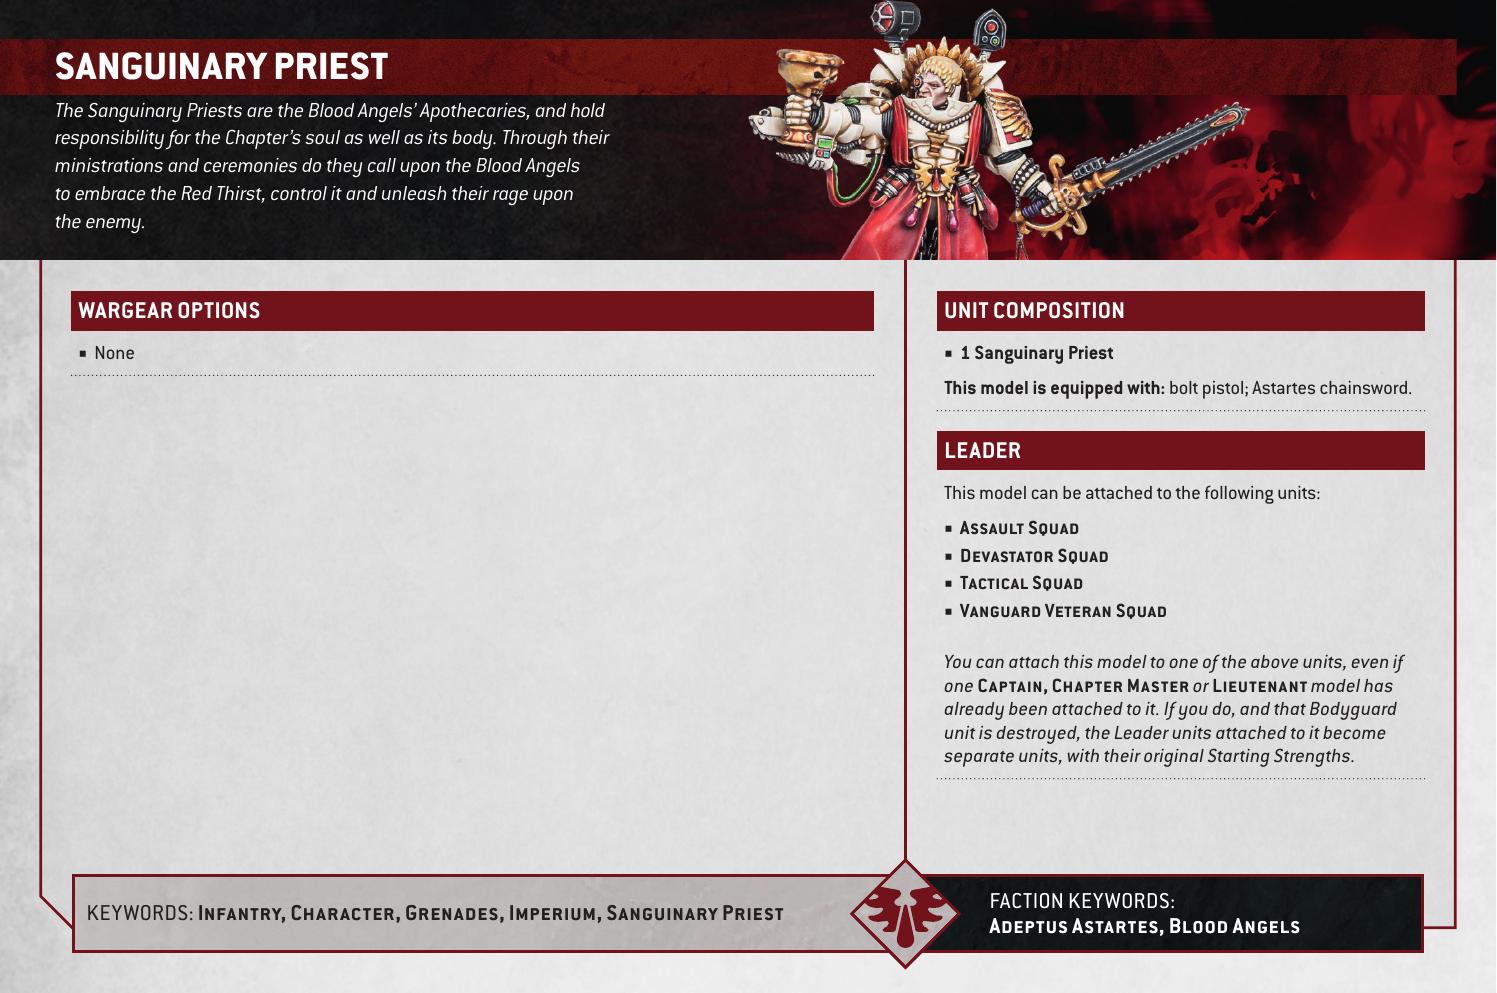 SANGUINARY PRIEST
The Sanguinary Priests are the Blood Angels' Apothecaries, and hold
responsibility for the Chapter's soul as well as its body. Through their
ministrations and ceremonies do they call upon the Blood Angels
to embrace the Red Thirst, control it and unleash their rage upon
the enemy.
WARGEAR OPTIONS
▪ None
UNIT COMPOSITION
▪ 1 Sanguinary Priest
This model is equipped with: bolt pistol; Astartes chainsword.
LEADER
This model can be attached to the following units:
▪ Assault Squad
▪ Devastator Squad
▪ Tactical Squad
▪ Vanguard Veteran Squad
You can attach this model to one of the above units, even if
one Captain, Chapter Master or Lieutenant model has
already been attached to it. If you do, and that Bodyguard
unit is destroyed, the Leader units attached to it become
separate units, with their original Starting Strengths.
KEYWORDS: Infantry, Character, Grenades, Imperium, Sanguinary Priest
FACTION KEYWORDS:
Adeptus Astartes, Blood Angels